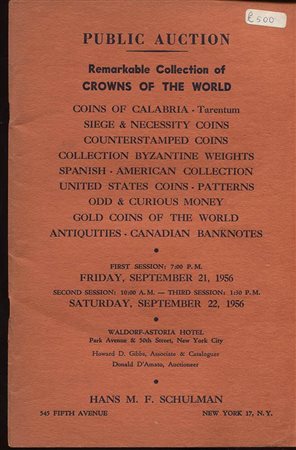 £500
PUBLIC AUCTION
Remarkable Collection of
CROWNS OF THE WORLD
COINS OF CALABRIA - Tarentum
SIEGE & NECESSITY COINS
COUNTERSTAMPED COINS
COLLECTION BYZANTINE WEIGHTS
SPANISH - AMERICAN COLLECTION
UNITED STATES COINS - PATTERNS
ODD & CURIOUS MONEY
GOLD COINS OF THE WORLD
ANTIQUITIES - CANADIAN BANKNOTES
FIRST SESSION: 7:00 P.M.
FRIDAY, SEPTEMBER 21, 1956
SECOND SESSION: 10:00 A.M. — THIRD SESSION: 1:30 P.M.
SATURDAY, SEPTEMBER 22, 1956
WALDORF-ASTORIA HOTEL
Park Avenue & 50th Street, New York City
Howard D. Gibbs, Associate & Cataloguer
Donald D'Amato, Auctioneer
HANS M. F. SCHULMAN
545 FIFTH AVENUE NEW YORK 17, N.Y.